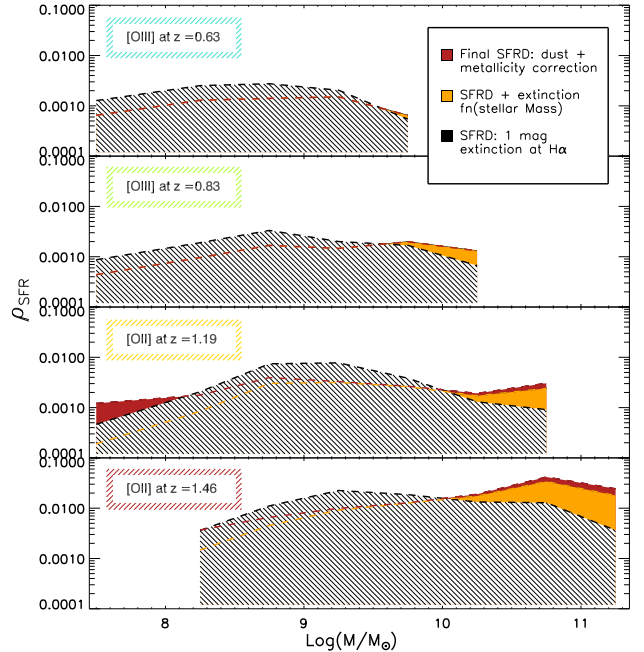 0.1000
[OIII] at z =0.63
0.0100
0.0010
0.0001
Final SFRD: dust +
metallicity correction
SFRD + extinction
fn(stellar Mass)
SFRD: 1 mag
extinction at Hα
0.1000
[OIII] at z =0.83
0.0100
0.0010
0.0001
0.1000
[OII] at z =1.19
0.0100
0.0010
0.0001
0.1000
[OII] at z =1.46
0.0100
0.0010
0.0001
ρSFR
8 9 10 11
Log(M/M⊙)